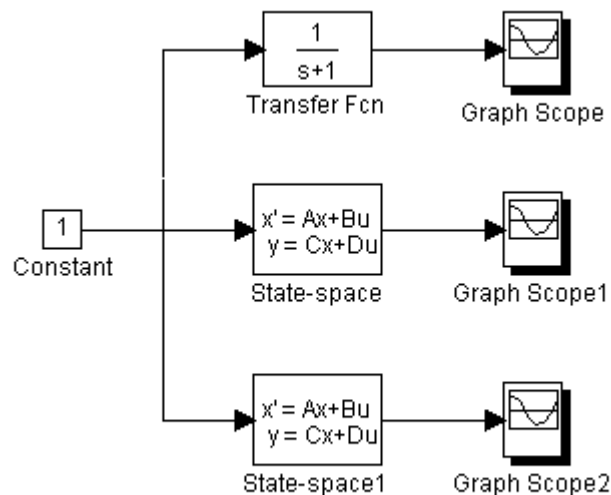 1
s+1
Transfer Fcn
Graph Scope
1
Constant
x' = Ax+Bu
y = Cx+Du
State-space
Graph Scope1
x' = Ax+Bu
y = Cx+Du
State-space1
Graph Scope2